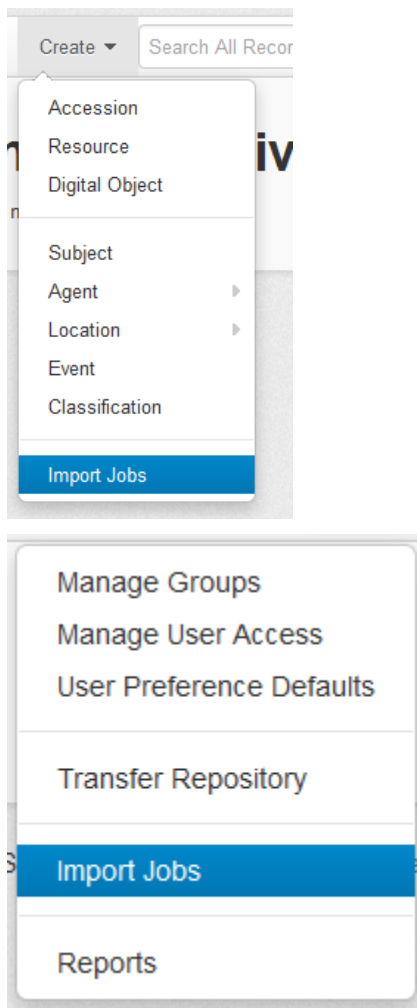 Create
Search All Recor
Accession
Resource
iv
Digital Object
Subject
Agent
Location
Event
Classification
Import Jobs
Manage Groups
Manage User Access
User Preference Defaults
Transfer Repository
Import Jobs
Reports